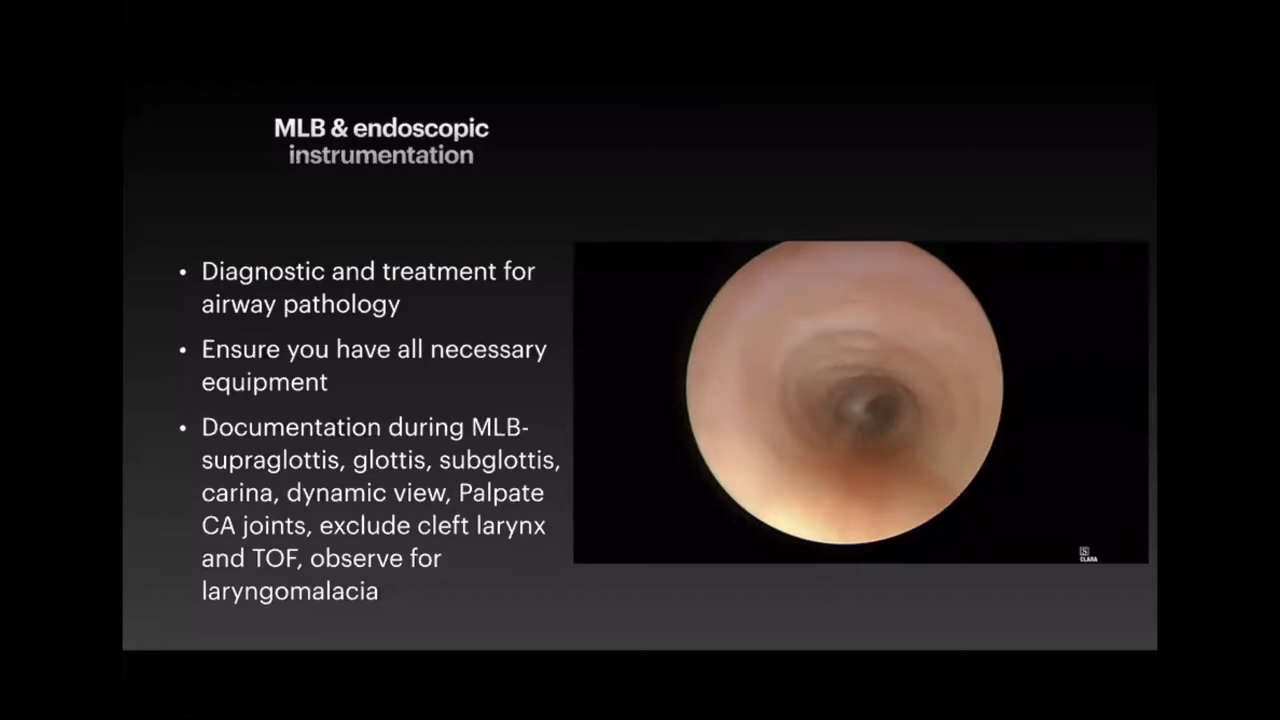 MLB & endoscopic
instrumentation
• Diagnostic and treatment for
airway pathology
• Ensure you have all necessary
equipment
• Documentation during MLB-
supraglottis, glottis, subglottis,
carina, dynamic view, Palpate
CA joints, exclude cleft larynx
and TOF, observe for
laryngomalacia
S
CLARA